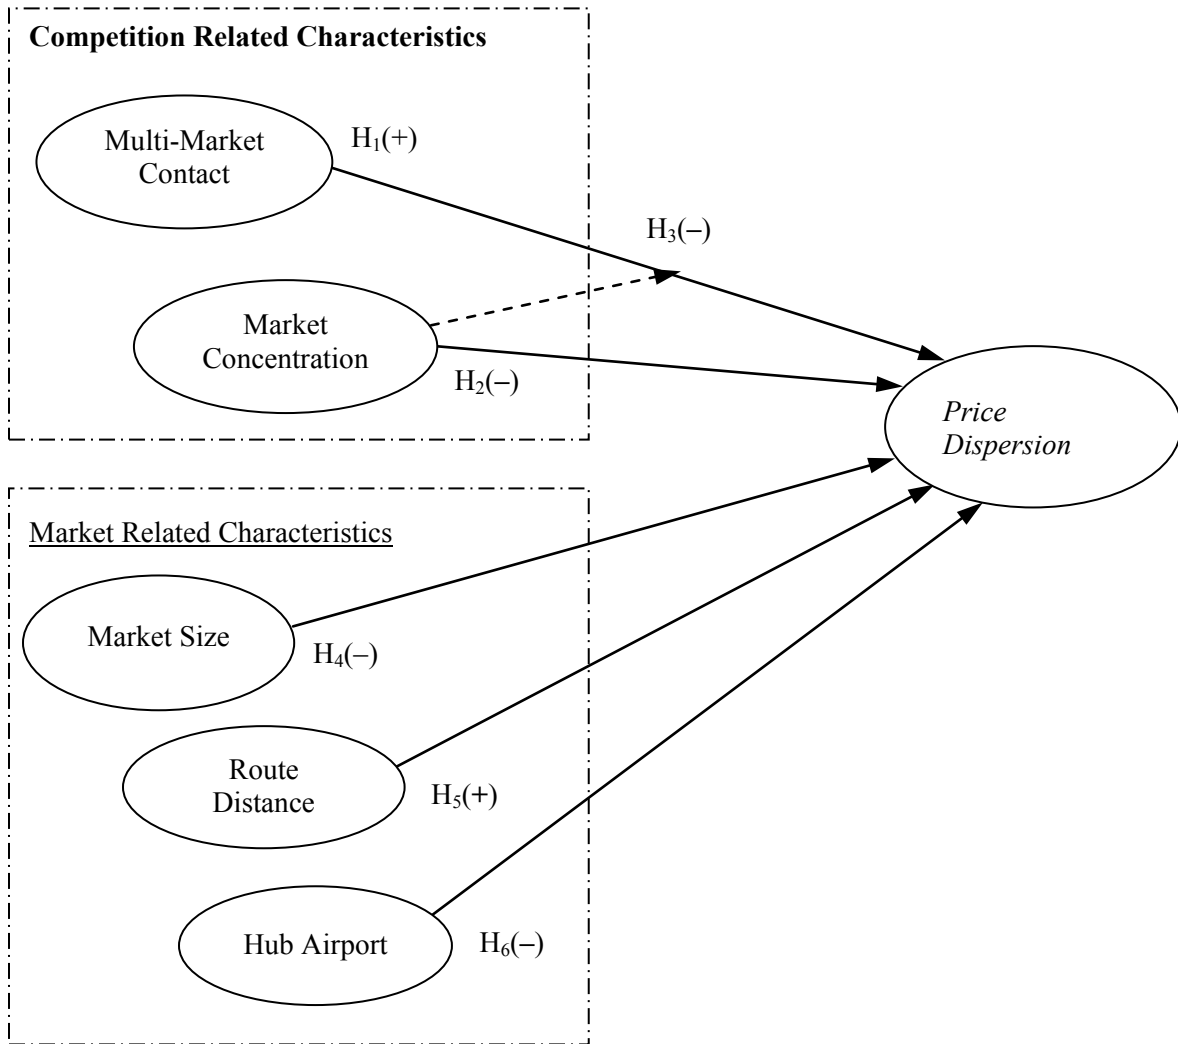 Competition Related Characteristics
Multi-Market
Contact
H₁(+)
H₃(–)
Market
Concentration
H₂(–)
Price
Dispersion
Market Related Characteristics
Market Size
H₄(–)
Route
Distance
H₅(+)
Hub Airport
H₆(–)